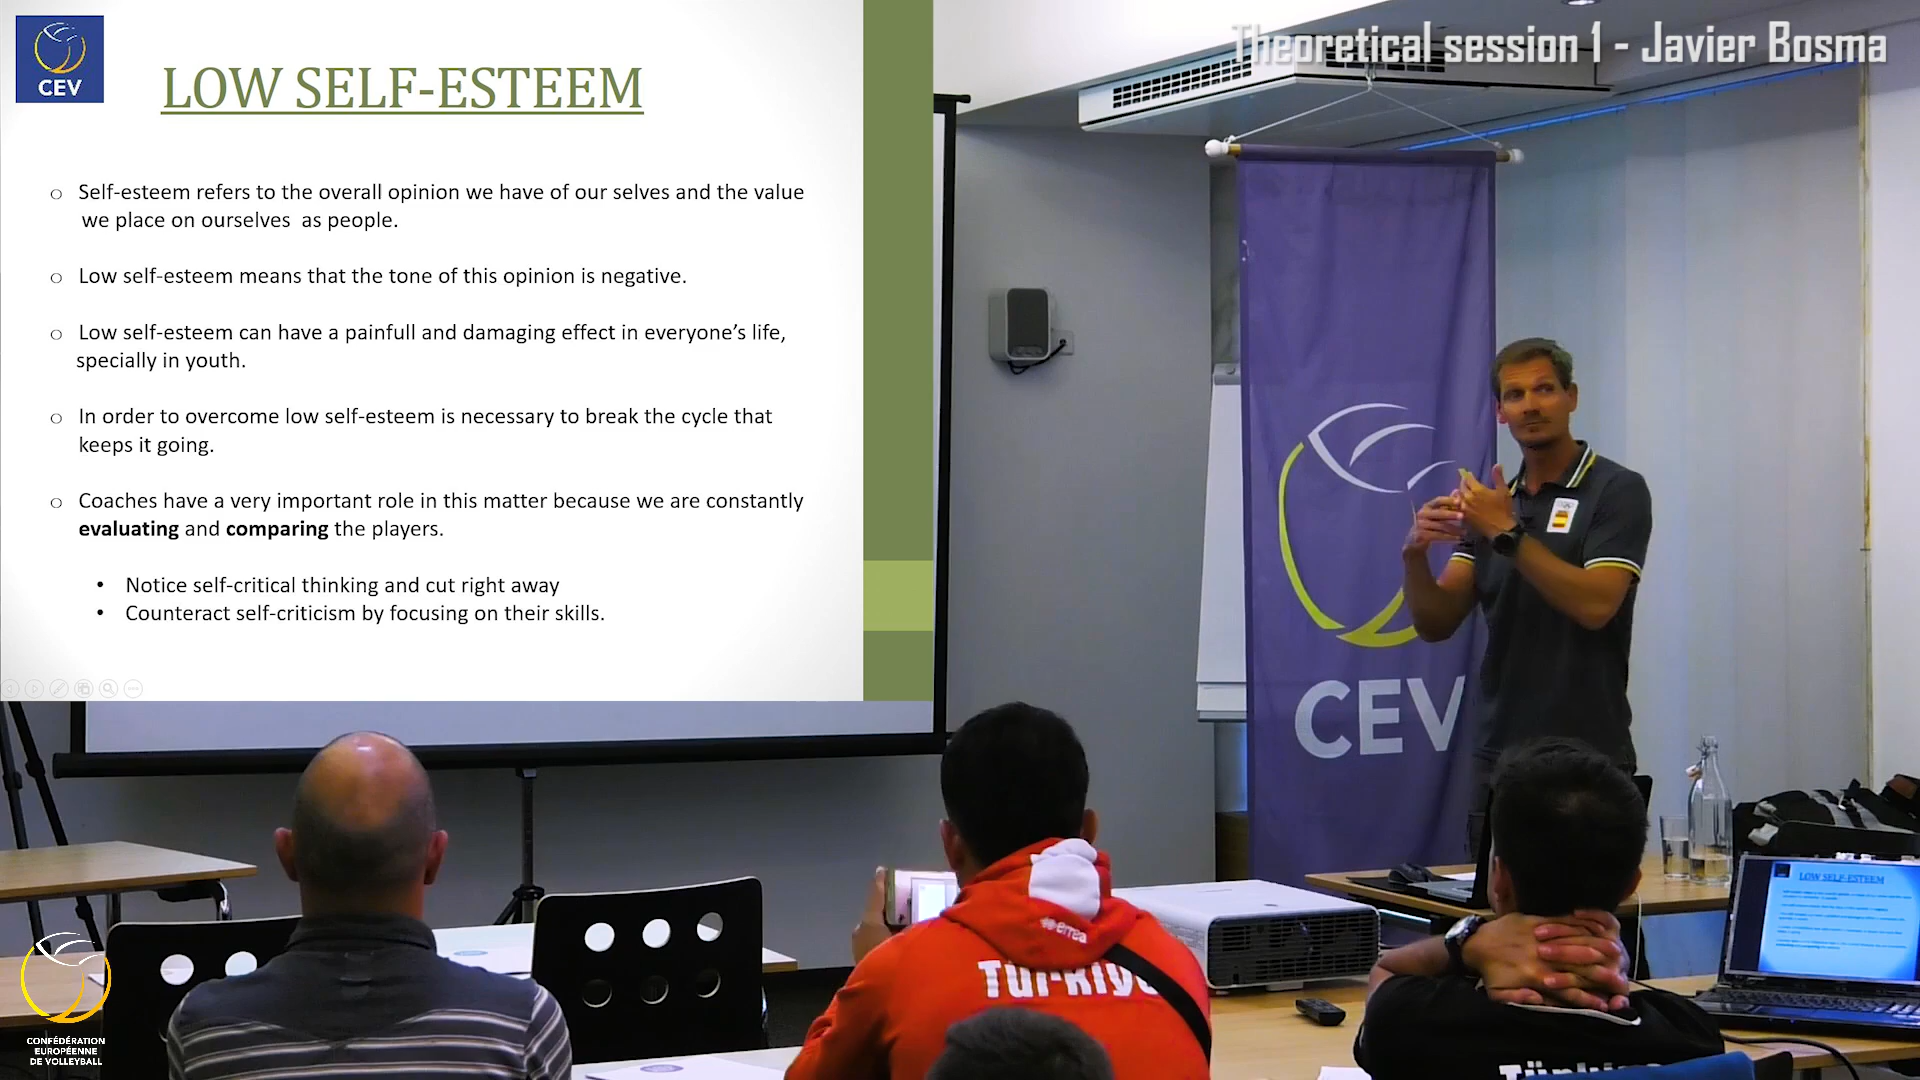 Theoretical session 1 - Javier Bosma
CEV
LOW SELF-ESTEEM
o Self-esteem refers to the overall opinion we have of our selves and the value
we place on ourselves as people.
o Low self-esteem means that the tone of this opinion is negative.
o Low self-esteem can have a painfull and damaging effect in everyone’s life,
specially in youth.
o In order to overcome low self-esteem is necessary to break the cycle that
keeps it going.
o Coaches have a very important role in this matter because we are constantly
evaluating and comparing the players.
• Notice self-critical thinking and cut right away
• Counteract self-criticism by focusing on their skills.
CEV
LOW SELF-ESTEEM
errea
Türkiye
CONFÉDÉRATION
EUROPÉENNE
DE VOLLEYBALL